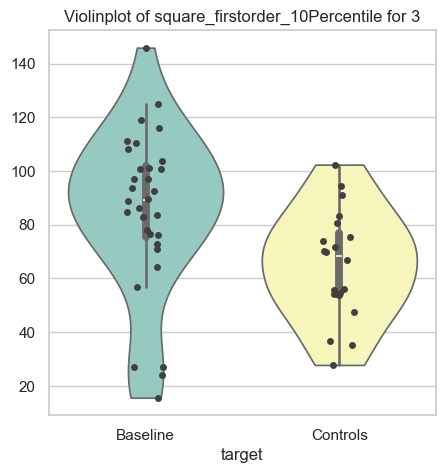 Violinplot of square_firstorder_10Percentile for 3
140
120
100
80
60
40
20
Baseline
Controls
target